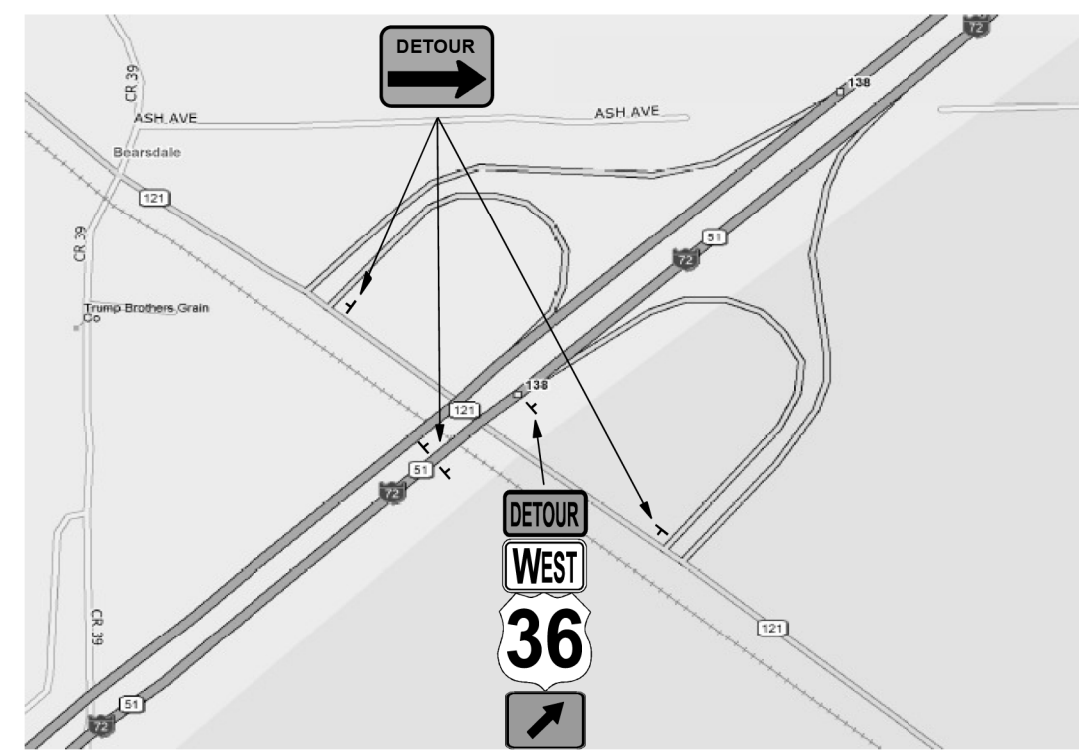 72
DETOUR
138
CR 39
ASH AVE
ASH AVE
Bearsdale
121
CR 39
51
72
Trump Brothers Grain
Co
138
121
51
72
DETOUR
WEST
36
CR 39
121
51
72